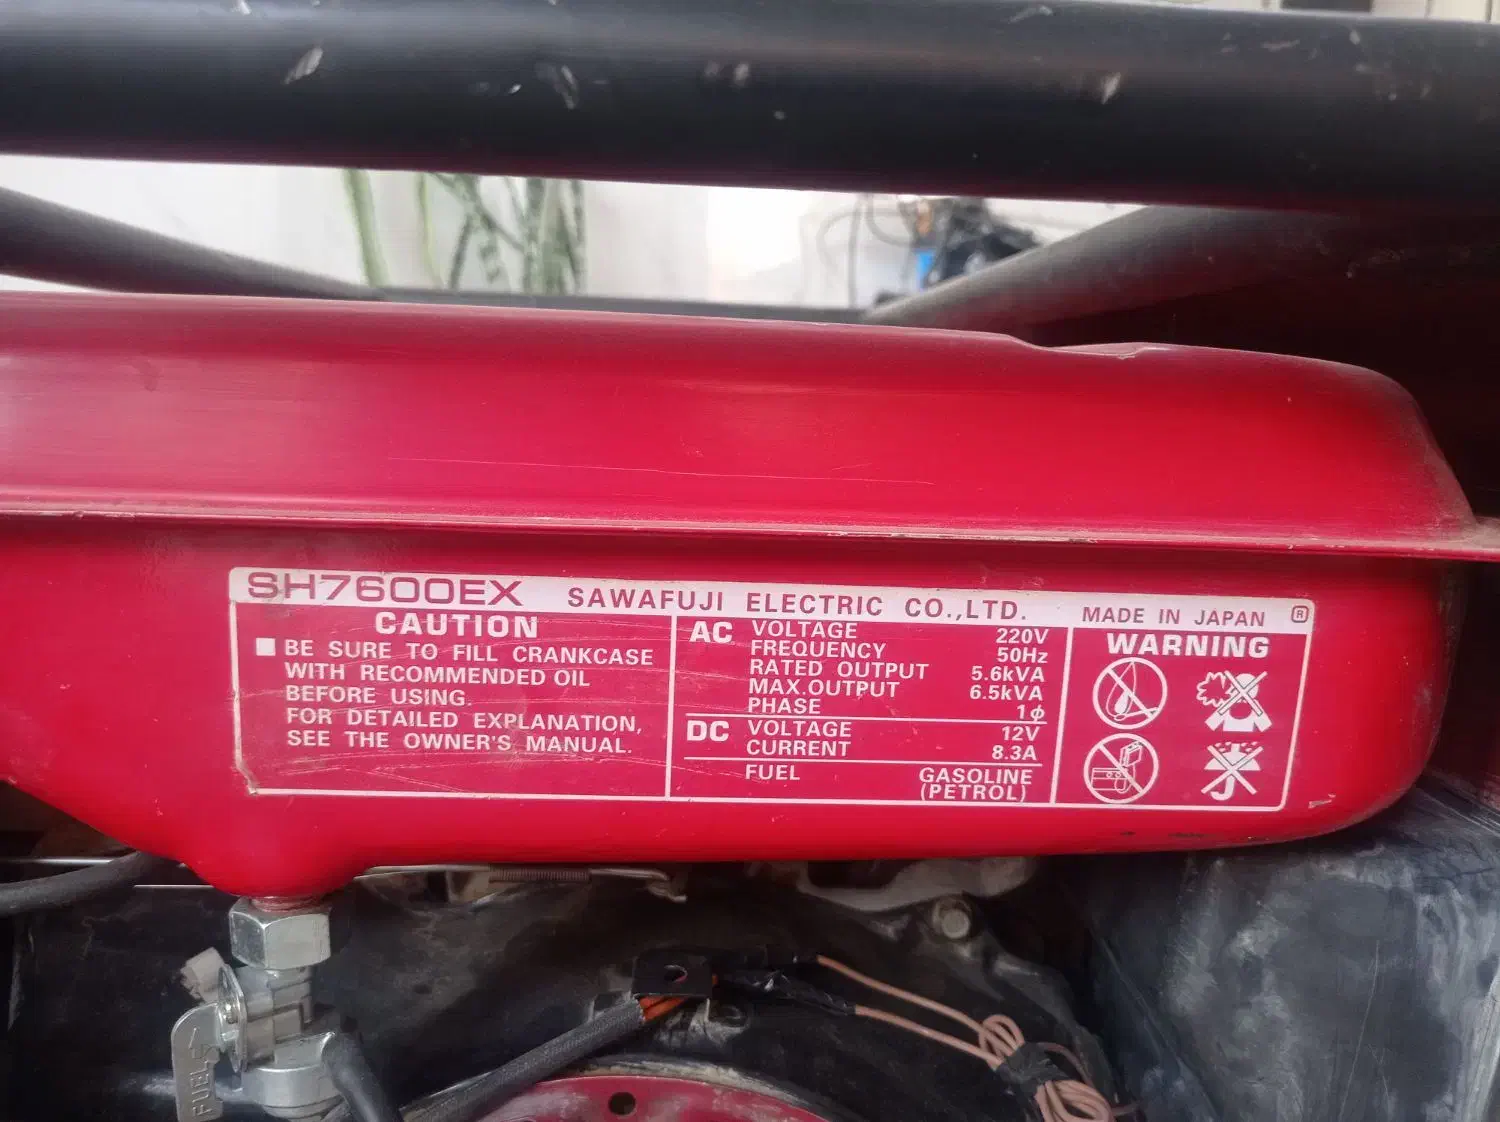 SH7600EX SAWAFUJI ELECTRIC CO.,LTD. MADE IN JAPAN ®
CAUTION
■ BE SURE TO FILL CRANKCASE
WITH RECOMMENDED OIL
BEFORE USING.
FOR DETAILED EXPLANATION,
SEE THE OWNER'S MANUAL.
AC VOLTAGE 220V
FREQUENCY 50Hz
RATED OUTPUT 5.6kVA
MAX.OUTPUT 6.5kVA
PHASE 1ϕ
DC VOLTAGE 12V
CURRENT 8.3A
FUEL GASOLINE
(PETROL)
WARNING
FUEL